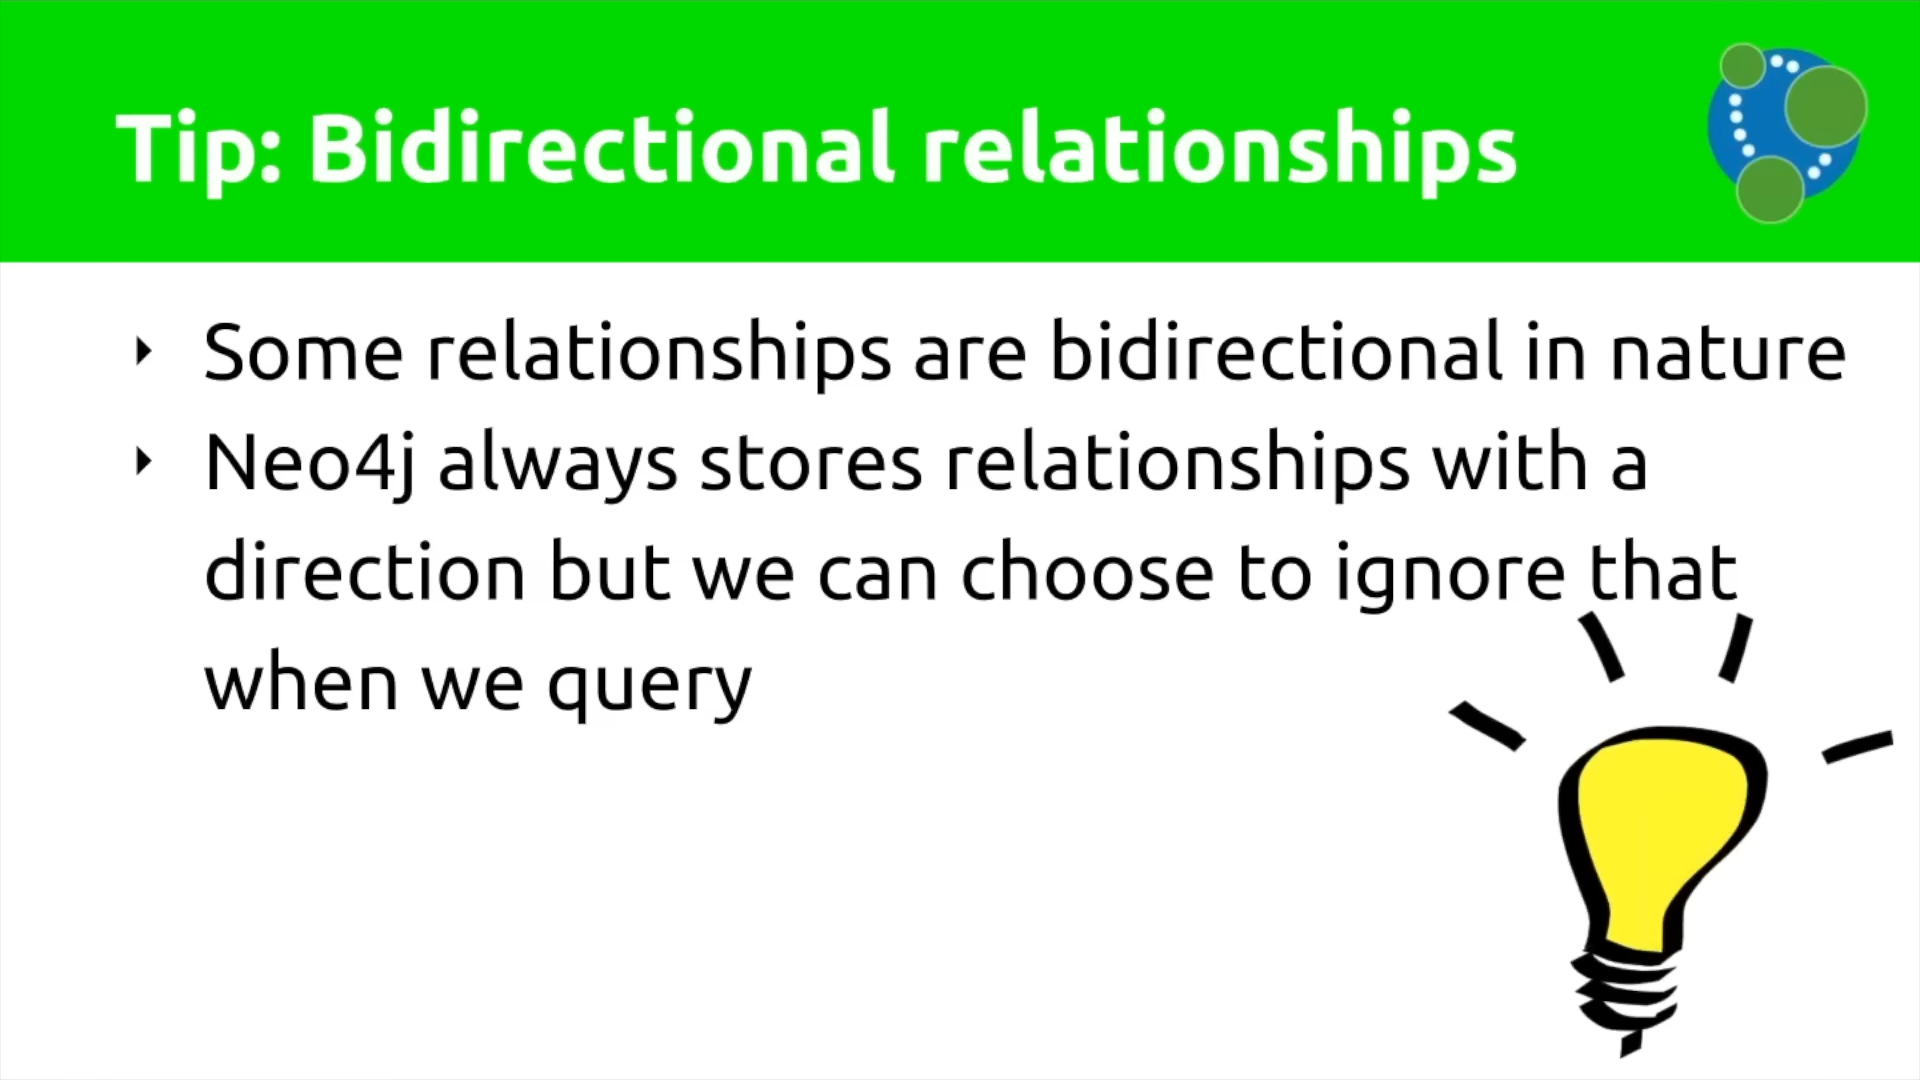 Tip: Bidirectional relationships
‣ Some relationships are bidirectional in nature
‣ Neo4j always stores relationships with a
direction but we can choose to ignore that
when we query